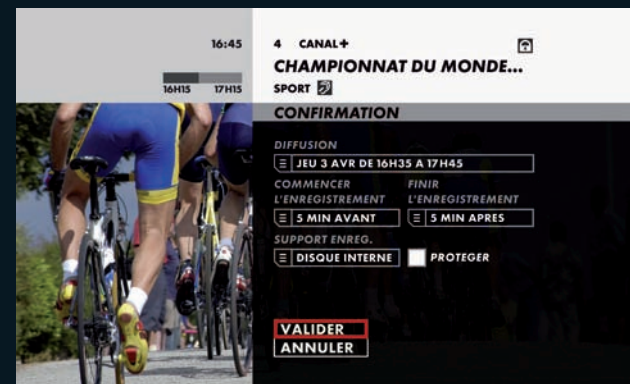 16:45
16H15 17H15
4 CANAL+
CHAMPIONNAT DU MONDE...
SPORT
CONFIRMATION
DIFFUSION
JEU 3 AVR DE 16H35 A 17H45
COMMENCER FINIR
L'ENREGISTREMENT L'ENREGISTREMENT
5 MIN AVANT 5 MIN APRES
SUPPORT ENREG.
DISQUE INTERNE PROTEGER
VALIDER
ANNULER